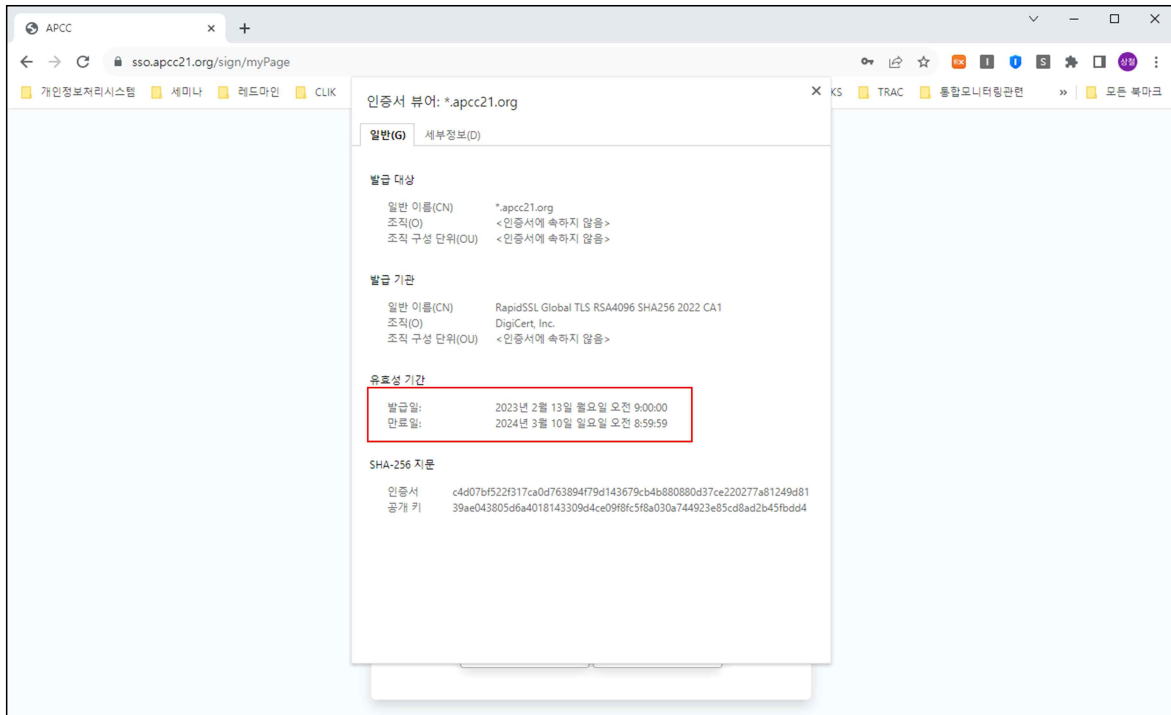 APCC
sso.apcc21.org/sign/myPage
개인정보처리시스템 세미나 레드마인 CLIK KS TRAC 통합모니터링관련 » 모든 북마크
인증서 뷰어: *.apcc21.org
일반(G) 세부정보(D)
발급 대상
일반 이름(CN) *.apcc21.org
조직(O) <인증서에 속하지 않음>
조직 구성 단위(OU) <인증서에 속하지 않음>
발급 기관
일반 이름(CN) RapidSSL Global TLS RSA4096 SHA256 2022 CA1
조직(O) DigiCert, Inc.
조직 구성 단위(OU) <인증서에 속하지 않음>
유효성 기간
발급일: 2023년 2월 13일 월요일 오전 9:00:00
만료일: 2024년 3월 10일 일요일 오전 8:59:59
SHA-256 지문
인증서 c4d07bf522f317ca0d763894f79d143679cb4b880880d37ce220277a81249d81
공개 키 39ae043805d6a4018143309d4ce09f8fc5f8a030a744923e85cd8ad2b45fbdd4